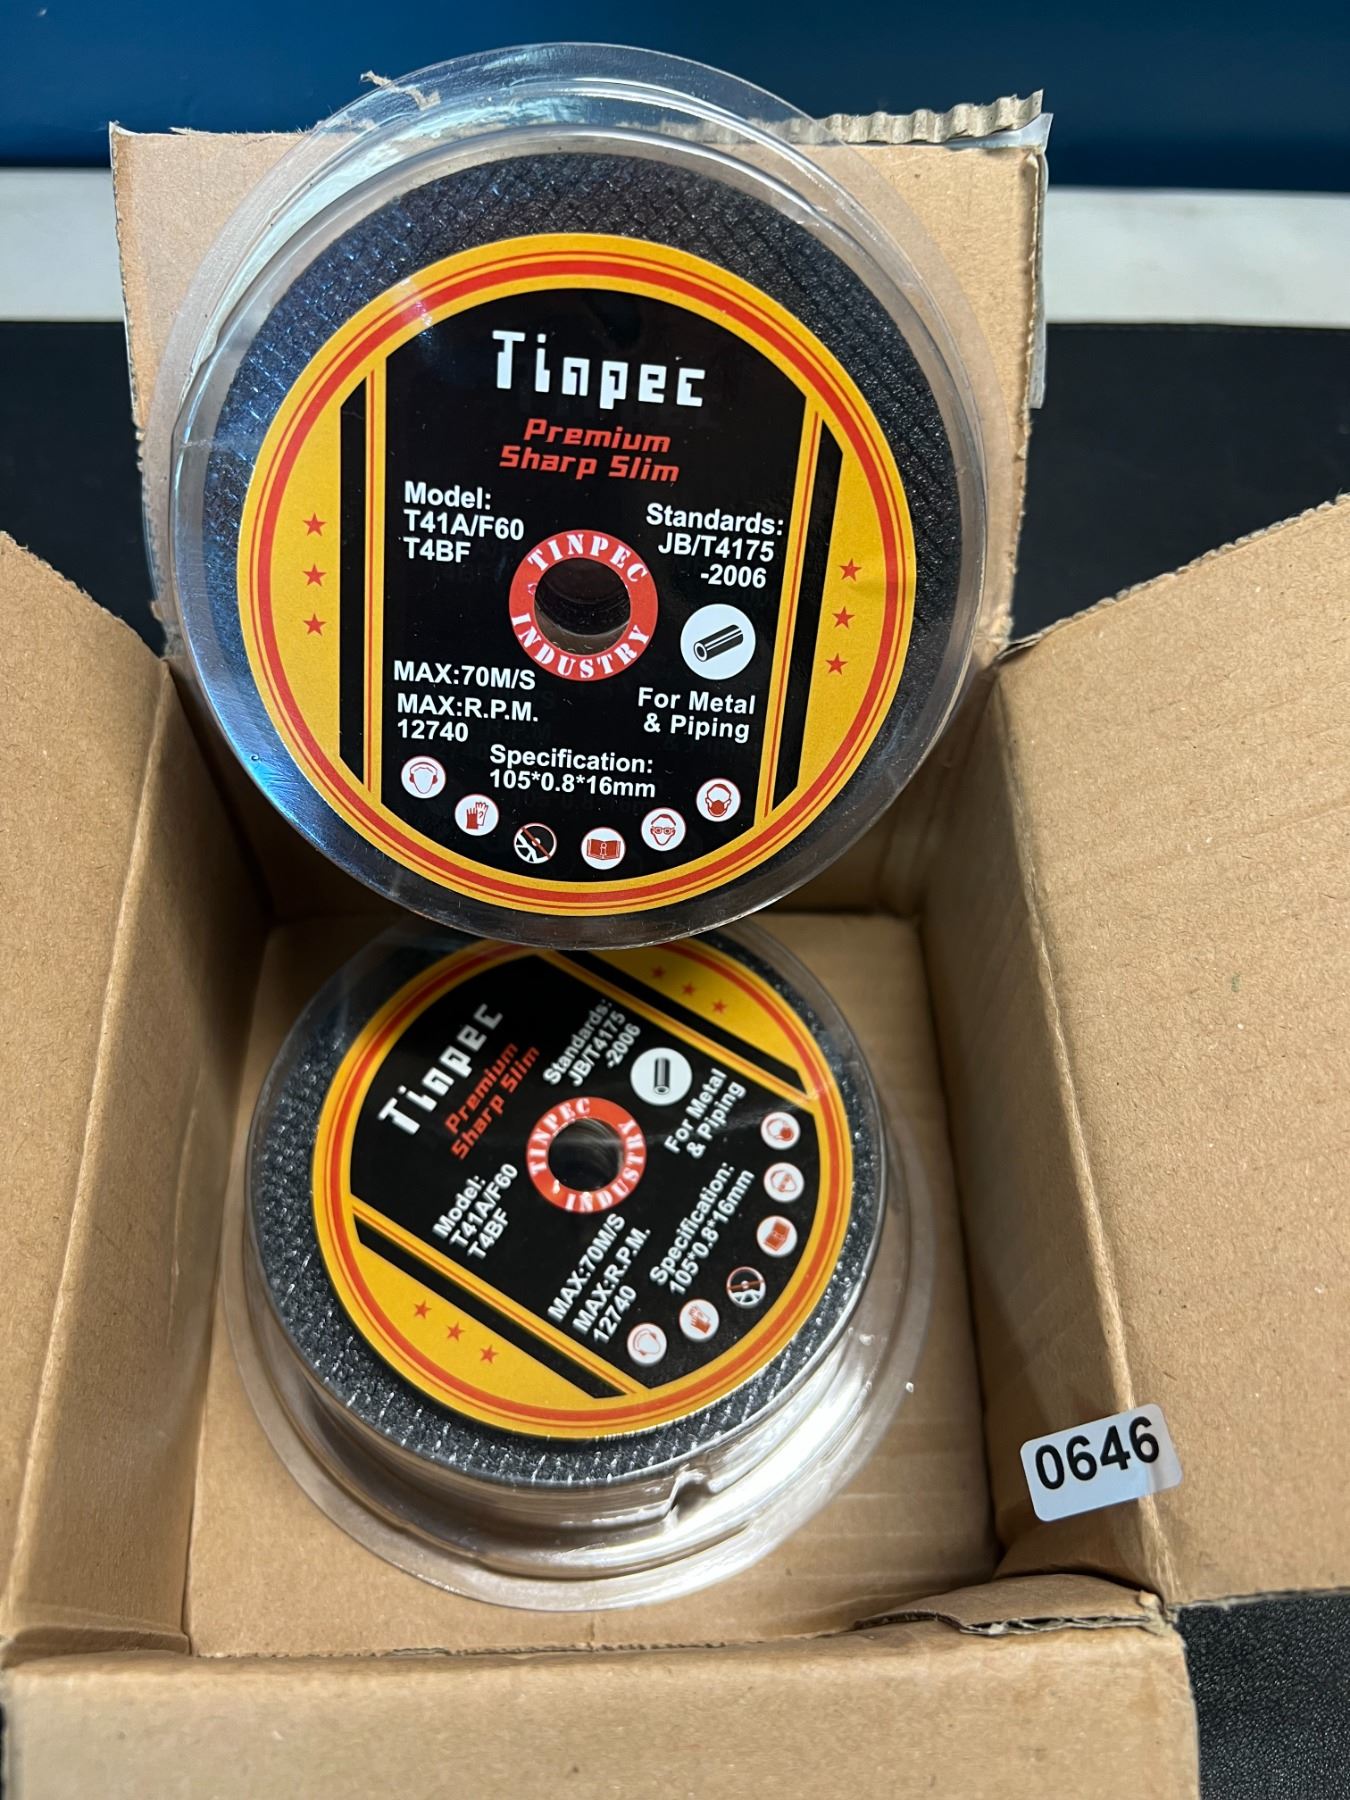 Tinpec
Premium
Sharp Slim
Model:
T41A/F60
T4BF
Standards:
JB/T4175
-2006
TINPEC
INDUSTRY
MAX:70M/S
MAX:R.P.M.
12740
For Metal
& Piping
Specification:
105*0.8*16mm
Tinpec
Premium
Sharp Slim
Standards:
JB/T4175
-2006
Model:
T41A/F60
T4BF
TINPEC
INDUSTRY
For Metal
& Piping
MAX:70M/S
MAX:R.P.M.
12740
Specification:
105*0.8*16mm
0646